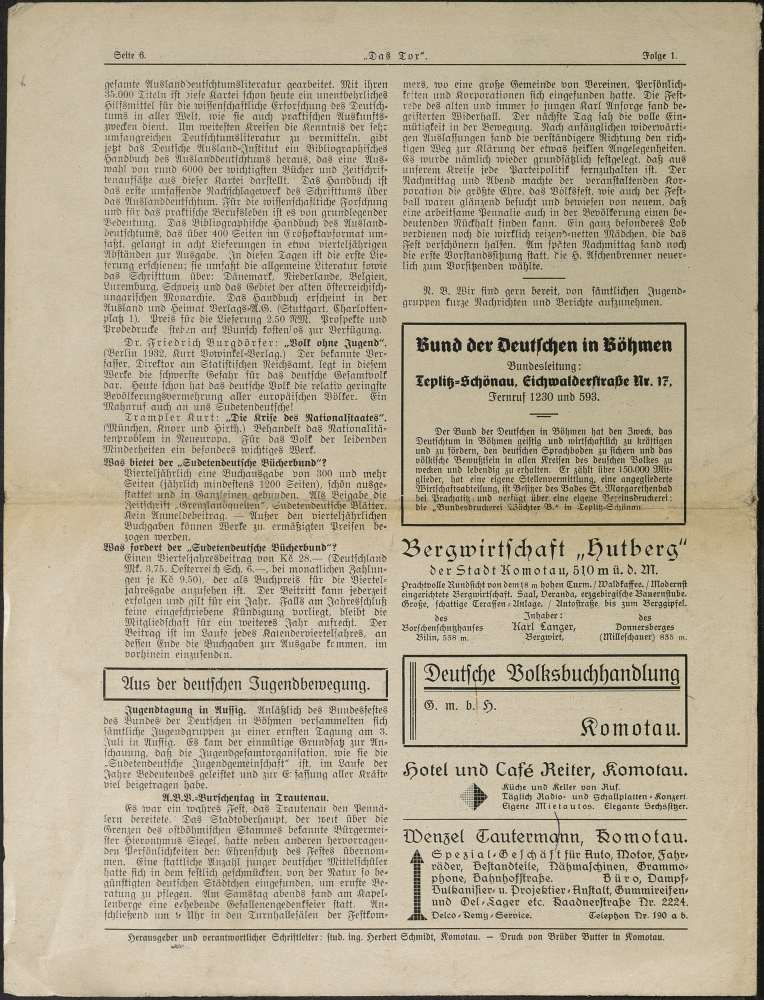 Seite 6.
„Das Tor“.
Folge 1.
gesamte Auslanddeutschtumsliteratur gearbeitet. Mit ihren
35.000 Titeln ist diese Kartei schon heute ein unentbehrliches
Hilfsmittel für die wissenschaftliche Erforschung des Deutsch-
tums in aller Welt, wie sie auch praktischen Auskunfts-
zwecken dient. Um weitesten Kreisen die Kenntnis der sehr
umfangreichen Deutschtumsliteratur zu vermitteln, gibt
jetzt das Deutsche Ausland-Institut ein Bibliographisches
Handbuch des Auslanddeutschtums heraus, das eine Aus-
wahl von rund 6000 der wichtigsten Bücher und Zeitschrif-
tenaufsätze aus dieser Kartei darstellt. Das Handbuch ist
das erste umfassende Nachschlagewerk des Schrifttums über
das Auslanddeutschtum. Für die wissenschaftliche Forschung
und für das praktische Berufsleben ist es von grundlegender
Bedeutung. Das Bibliographische Handbuch des Ausland-
deutschtums, das über 400 Seiten im Großoktavformat um-
faßt, gelangt in acht Lieferungen in etwa vierteljährigen
Abständen zur Ausgabe. In diesen Tagen ist die erste Lie-
ferung erschienen; sie umfaßt die allgemeine Literatur sowie
das Schrifttum über: Dänemark, Niederlande, Belgien,
Luxemburg, Schweiz und das Gebiet der alten österreichisch-
ungarischen Monarchie. Das Handbuch erscheint in der
Ausland und Heimat Verlags-A.G. (Stuttgart, Charlotten-
platz 1). Preis für die Lieferung 2.50 RM. Prospekte und
Probedrucke stehen auf Wunsch kostenlos zur Verfügung.
Dr. Friedrich Burgdörfer: „Volk ohne Jugend“.
(Berlin 1932, Kurt Vowinkel-Verlag.) Der bekannte Ver-
fasser, Direktor am Statistischen Reichsamt, legt in diesem
Werke die schwerste Gefahr für das deutsche Gesamtvolk
dar. Heute schon hat das deutsche Volk die relativ geringste
Bevölkerungsvermehrung aller europäischen Völker. Ein
Mahnruf auch an uns Sudetendeutsche!
Trampler Kurt: „Die Krise des Nationalstaates“.
(München, Knorr und Hirth.) Behandelt das Nationalitä-
tenproblem in Neueuropa. Für das Volk der leidenden
Minderheiten ein besonders wichtiges Werk.
Was bietet der „Sudetendeutsche Bücherbund“?
Vierteljährlich eine Buchausgabe von 300 und mehr
Seiten (jährlich mindestens 1200 Seiten), schön ausge-
stattet und in Ganzleinen gebunden. Als Beigabe die
Zeitschrift „Grenzlandquellen“, Sudetendeutsche Blätter.
Kein Anmeldebeitrag. — Außer den vierteljährlichen
Buchgaben können Werke zu ermäßigten Preisen be-
zogen werden.
Was fordert der „Sudetendeutsche Bücherbund“?
Einen Vierteljahresbeitrag von Kč 28.— (Deutschland
Mk. 3.75, Oesterreich Sch. 6.—, bei monatlichen Zahlun-
gen je Kč 9.50), der als Buchpreis für die Viertel-
jahresgabe anzusehen ist. Der Beitritt kann jederzeit
erfolgen und gilt für ein Jahr. Falls am Jahresschluß
keine eingeschriebene Kündigung vorliegt, bleibt die
Mitgliedschaft für ein weiteres Jahr aufrecht. Der
Beitrag ist im Laufe jedes Kalendervierteljahres, an
dessen Ende die Buchgaben zur Ausgabe kommen, im
vorhinein einzusenden.
Aus der deutschen Jugendbewegung.
Jugendtagung in Aussig. Anläßlich des Bundesfestes
des Bundes der Deutschen in Böhmen versammelten sich
sämtliche Jugendgruppen zu einer ernsten Tagung am 3.
Juli in Aussig. Es kam der einmütige Grundsatz zur An-
schauung, daß die Jugendgesamtorganisation, wie sie die
„Sudetendeutsche Jugendgemeinschaft“ ist, im Laufe der
Jahre Bedeutendes geleistet und zur Erfassung aller Kräfte
viel beigetragen habe.
A.P.V.-Burschentag in Trautenau.
Es war ein wahres Fest, das Trautenau den Pennä-
lern bereitete. Das Stadtoberhaupt, der weit über die
Grenzen des ostböhmischen Stammes bekannte Bürgermei-
ster Hieronymus Siegel, hatte neben anderen hervorragen-
den Persönlichkeiten der Ehrenschutz des Festes übernom-
men. Eine stattliche Anzahl junger deutscher Mittelschüler
hatte sich in dem festlich geschmückten, von der Natur so be-
günstigten deutschen Städtchen eingefunden, um ernste Be-
ratung zu pflegen. Am Samstag abends fand am Kapel-
lenberge eine erhebende Gefallenengedenkfeier statt. An-
schließend um 9 Uhr in den Turnhallesälen der Festkom-
mers, wo eine große Gemeinde von Vereinen, Persönlich-
keiten und Korporationen sich eingefunden hatte. Die Fest-
rede des alten und immer so jungen Karl Ansorge fand be-
geisterten Widerhall. Der nächste Tag sah die volle Ein-
mütigkeit in der Bewegung. Nach anfänglichen widerwärti-
gen Auslassungen fand die verständigere Richtung den rich-
tigen Weg zur Klärung der etwas heiklen Angelegenheiten.
Es wurde nämlich wieder grundsätzlich festgelegt, daß aus
unserem Kreise jede Parteipolitik fernzuhalten ist. Der
Nachmittag und Abend machte der veranstaltenden Kor-
poration die größte Ehre, das Volksfest, wie auch der Fest-
ball waren glänzend besucht und bewiesen von neuem, daß
eine arbeitsame Pennalie auch in der Bevölkerung einen be-
deutenden Rückhalt finden kann. Ein ganz besonderes Lob
verdienen noch die wirklich reizenden netten Mädchen, die das
Fest verschönern halfen. Am späten Nachmittag fand noch
die erste Vorstandssitzung statt, die H. Aschenbrenner neuer-
lich zum Vorsitzenden wählte.
N. B. Wir sind gern bereit, von sämtlichen Jugend-
gruppen kurze Nachrichten und Berichte aufzunehmen.
Bund der Deutschen in Böhmen
Bundesleitung:
Teplitz-Schönau, Eichwalderstraße Nr. 17,
Fernruf 1230 und 593.
Der Bund der Deutschen in Böhmen hat den Zweck, das
Deutschtum in Böhmen geistig und wirtschaftlich zu kräftigen
und zu fördern, den deutschen Sprachboden zu sichern und das
völkische Bewußtsein in allen Kreisen des deutschen Volkes zu
wecken und lebendig zu erhalten. Er zählt über 150.000 Mit-
glieder, hat eine eigene Stellenvermittlung, eine angegliederte
Wirtschaftsabteilung, ist Besitzer des Bades St. Margarethenbad
bei Prachatitz und verfügt über eine eigene Vereinsdruckerei:
die „Bundesdruckerei Wächter B.“ in Teplitz-Schönau.
Bergwirtschaft „Hutberg“
der Stadt Komotau, 510 m ü. d. M.
Prachtvolle Rundsicht von dem 18 m hohen Turm. / Waldkaffee. / Modernst
eingerichtete Bergwirtschaft. Saal, Veranda, erzgebirgische Bauernstube.
Große, schattige Terassen-Anlage. / Autostraße bis zum Berggipfel.
Inhaber:
des
Borschenschutzhauses
Bilin, 538 m.
Karl Langer,
Bergwirt,
des
Donnersberges
(Milleschauer) 835 m.
Deutsche Volksbuchhandlung
G. m. b. H.
Komotau.
Hotel und Café Reiter, Komotau.
Küche und Keller von Ruf.
Täglich Radio- und Schallplatten-Konzert.
Eigene Mietautos. Elegante Sechssitzer.
Wenzel Tautermann, Komotau.
Spezial-Geschäft für Auto, Motor, Fahr-
räder, Bestandteile, Nähmaschinen, Grammo-
phone, Bahnhofstraße. Büro, Dampf-
Vulkanisier- u. Projektier-Anstalt, Gummireifen-
und Oel-Lager etc. Kaadnerstraße Nr. 2224.
Delco-Remy-Service. Telephon Nr. 190 a b.
Herausgeber und verantwortlicher Schriftleiter: stud. ing. Herbert Schmidt, Komotau. — Druck von Brüder Butter in Komotau.